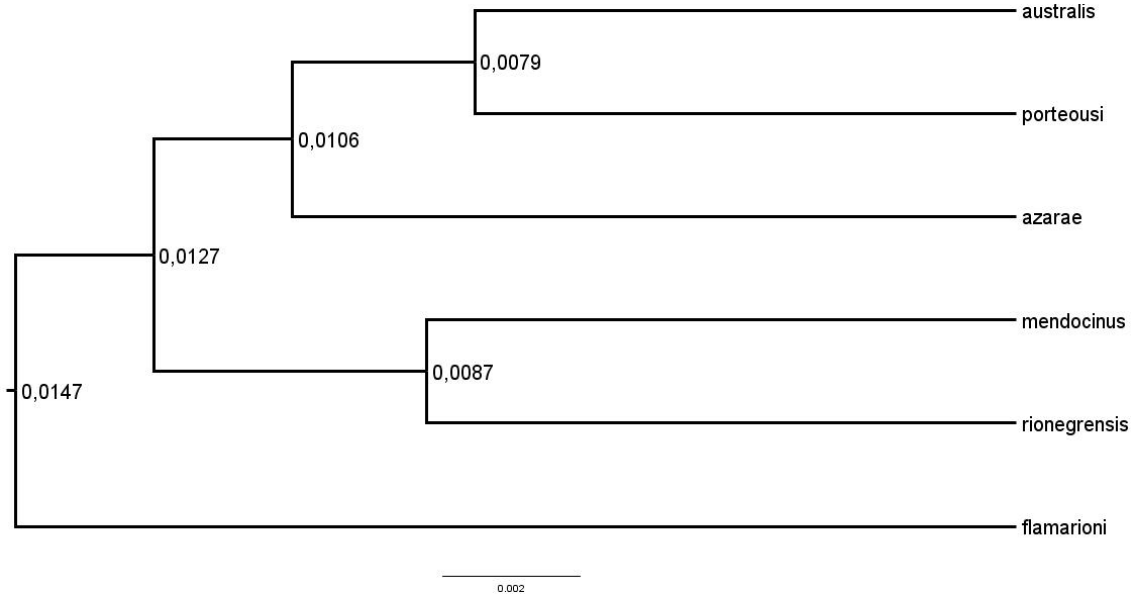 australis
0,0079
porteousi
0,0106
azarae
0,0127
mendocinus
0,0087
0,0147
rionegrensis
flamarioni
0.002